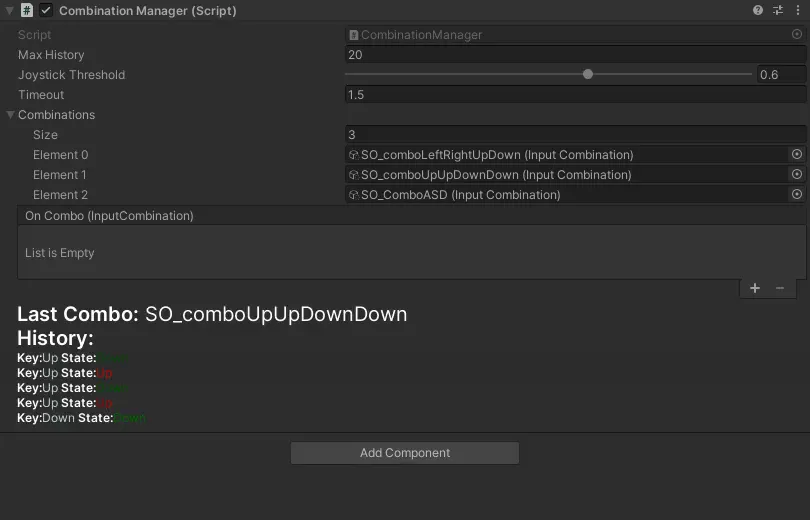 # Combination Manager (Script)
Script # CombinationManager
Max History 20
Joystick Threshold 0.6
Timeout 1.5
Combinations
Size 3
Element 0 SO_comboLeftRightUpDown (Input Combination)
Element 1 SO_comboUpUpDownDown (Input Combination)
Element 2 SO_ComboASD (Input Combination)
On Combo (InputCombination)
List is Empty
+ −
Last Combo: SO_comboUpUpDownDown
History:
Key:Up State:Down
Key:Up State:Up
Key:Up State:Down
Key:Up State:Up
Key:Down State:Down
Add Component